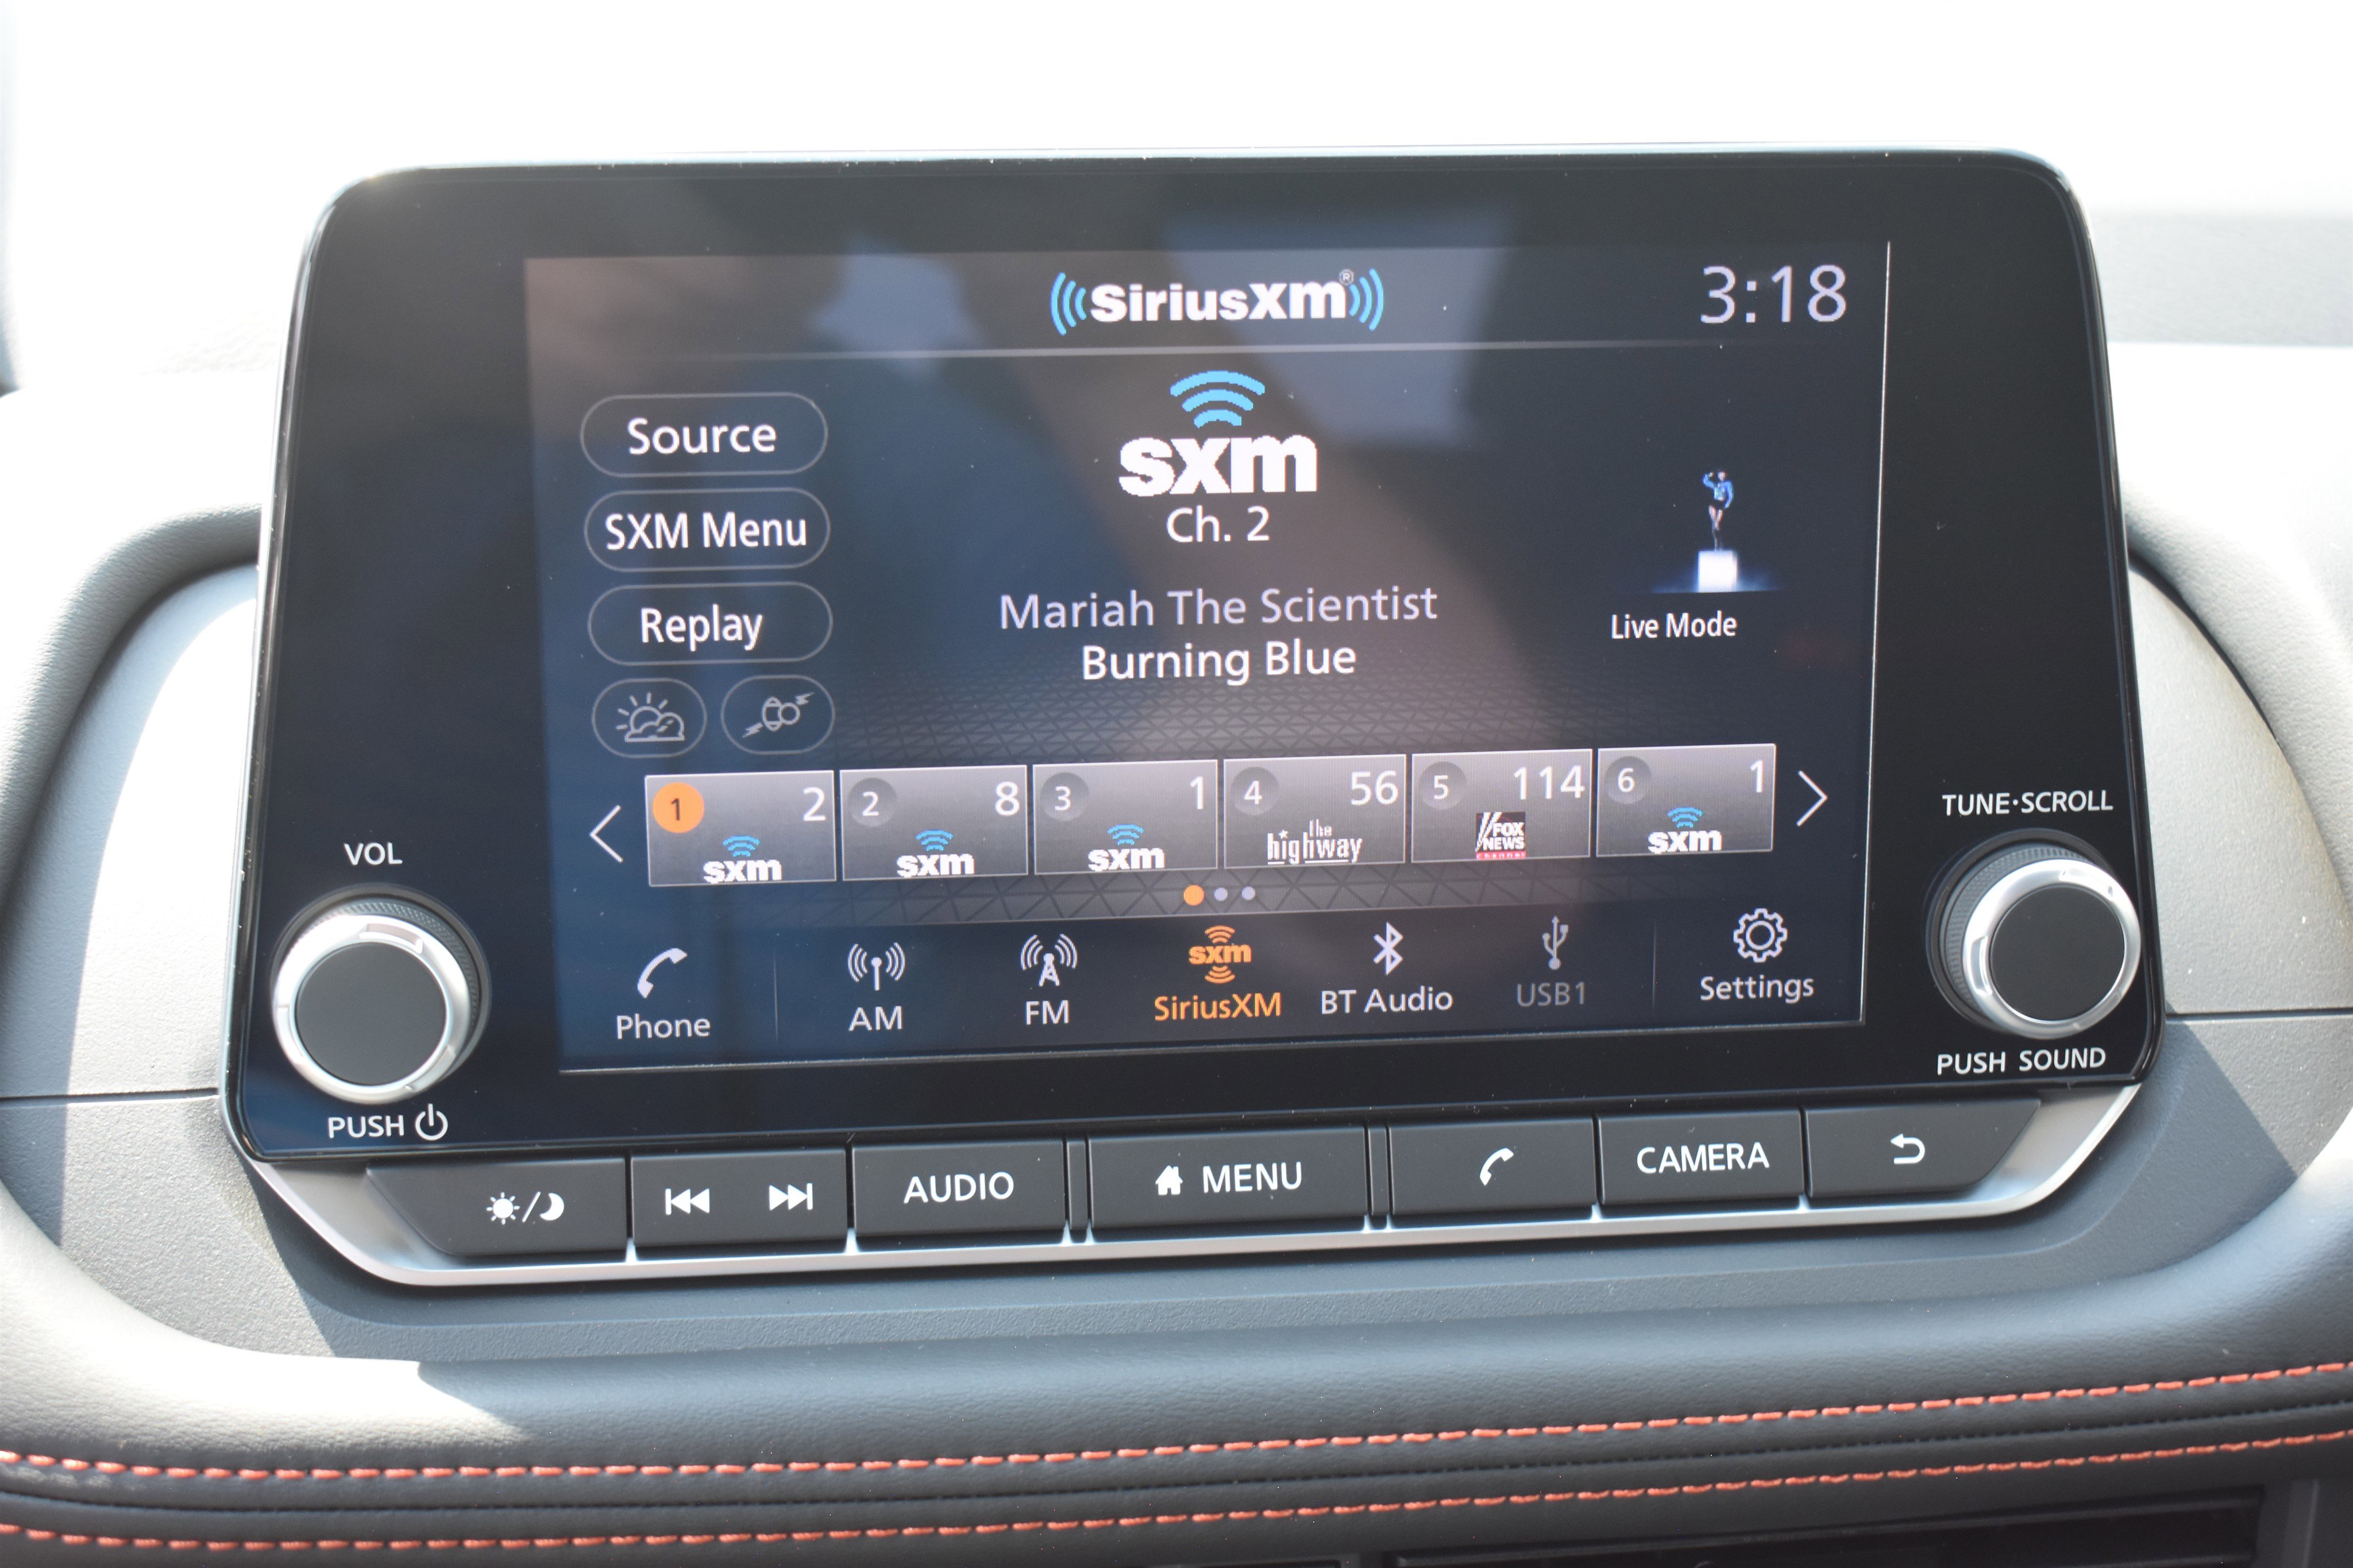 SiriusXM®
3:18
Source
SXM Menu
Replay
sxm
Ch. 2
Mariah The Scientist
Burning Blue
Live Mode
1 2 sxm
2 8 sxm
3 1 sxm
4 56 the highway
5 114 FOX NEWS channel
6 1 sxm
Phone
AM
FM
sxm
SiriusXM
BT Audio
USB1
Settings
VOL
PUSH
TUNE·SCROLL
PUSH SOUND
AUDIO
MENU
CAMERA